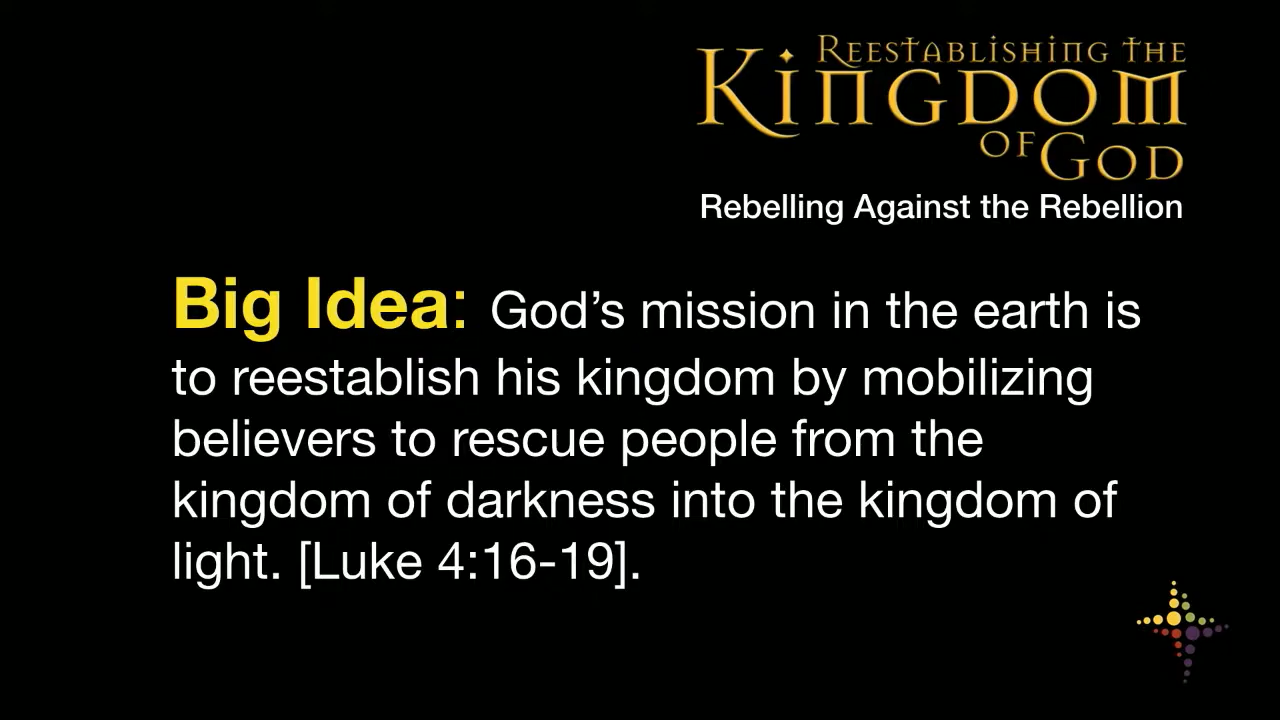 Reestablishing the
Kingdom
of God
Rebelling Against the Rebellion
Big Idea: God’s mission in the earth is
to reestablish his kingdom by mobilizing
believers to rescue people from the
kingdom of darkness into the kingdom of
light. [Luke 4:16-19].